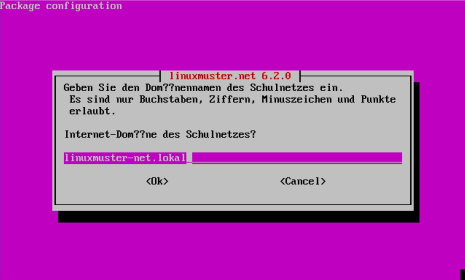 Package configuration
linuxmuster.net 6.2.0
Geben Sie den Dom??nennamen des Schulnetzes ein.
Es sind nur Buchstaben, Ziffern, Minuszeichen und Punkte
erlaubt.
Internet-Dom??ne des Schulnetzes?
linuxmuster-net.lokal
<Ok> <Cancel>